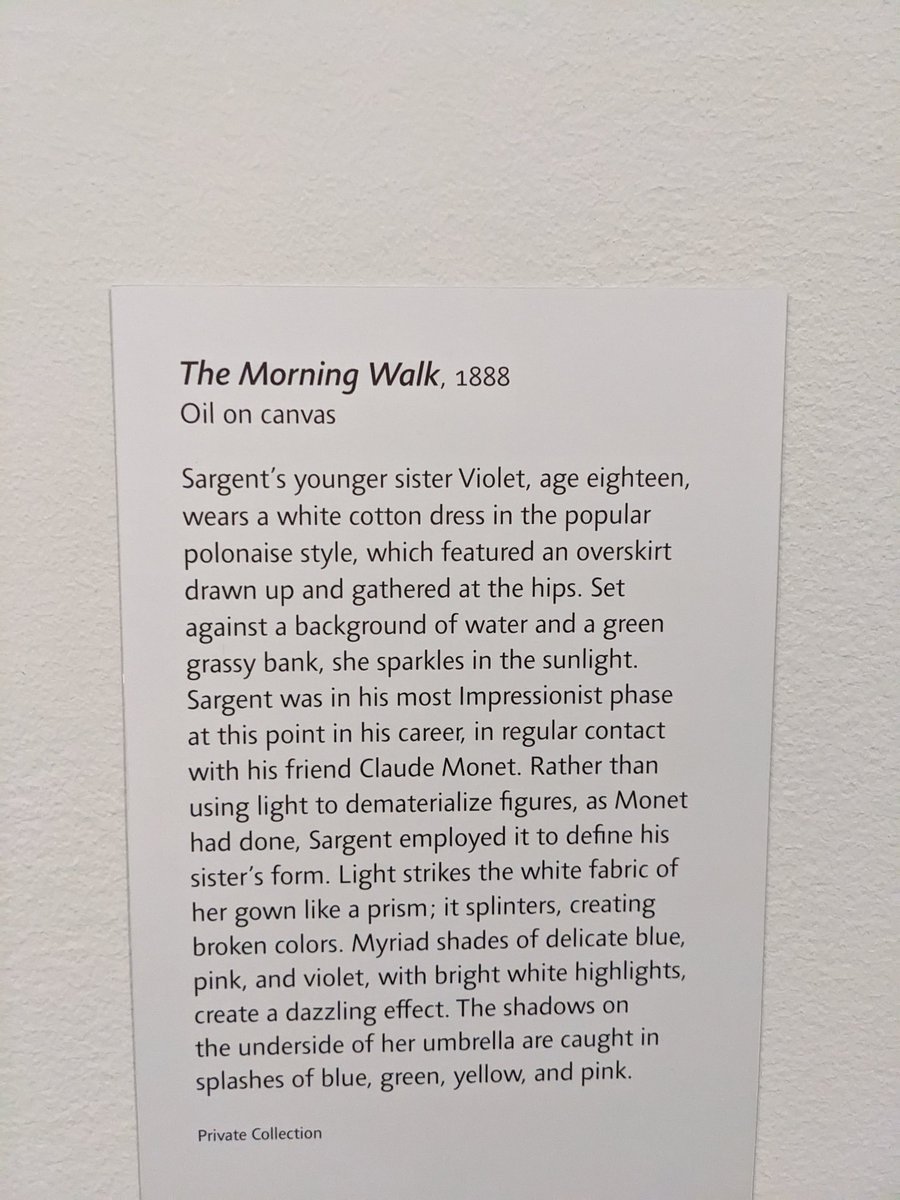 The Morning Walk, 1888
Oil on canvas
Sargent's younger sister Violet, age eighteen,
wears a white cotton dress in the popular
polonaise style, which featured an overskirt
drawn up and gathered at the hips. Set
against a background of water and a green
grassy bank, she sparkles in the sunlight.
Sargent was in his most Impressionist phase
at this point in his career, in regular contact
with his friend Claude Monet. Rather than
using light to dematerialize figures, as Monet
had done, Sargent employed it to define his
sister's form. Light strikes the white fabric of
her gown like a prism; it splinters, creating
broken colors. Myriad shades of delicate blue,
pink, and violet, with bright white highlights,
create a dazzling effect. The shadows on
the underside of her umbrella are caught in
splashes of blue, green, yellow, and pink.
Private Collection